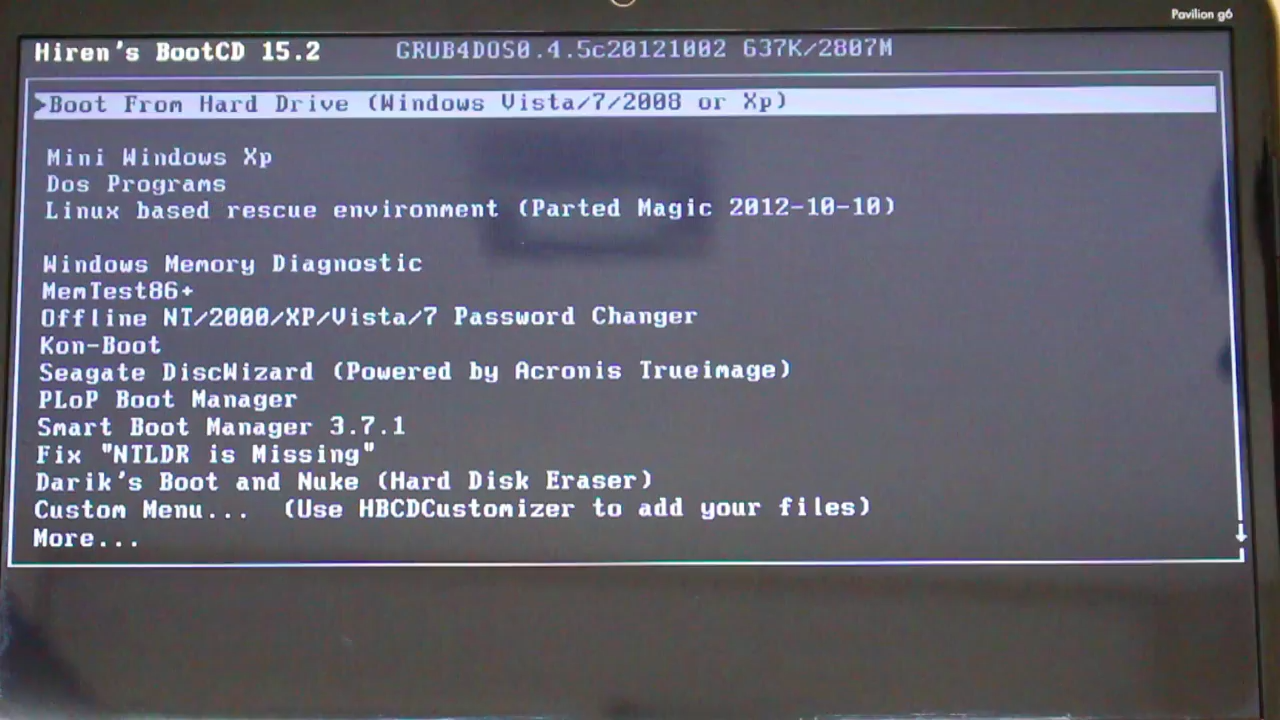 Pavilion g6
Hiren's BootCD 15.2 GRUB4DOS0.4.5c20121002 637K/2807M
Boot From Hard Drive (Windows Vista/7/2008 or Xp)
Mini Windows Xp
Dos Programs
Linux based rescue environment (Parted Magic 2012-10-10)
Windows Memory Diagnostic
MemTest86+
Offline NT/2000/XP/Vista/7 Password Changer
Kon-Boot
Seagate DiscWizard (Powered by Acronis Trueimage)
PLoP Boot Manager
Smart Boot Manager 3.7.1
Fix "NTLDR is Missing"
Darik's Boot and Nuke (Hard Disk Eraser)
Custom Menu... (Use HBCDCustomizer to add your files)
More...